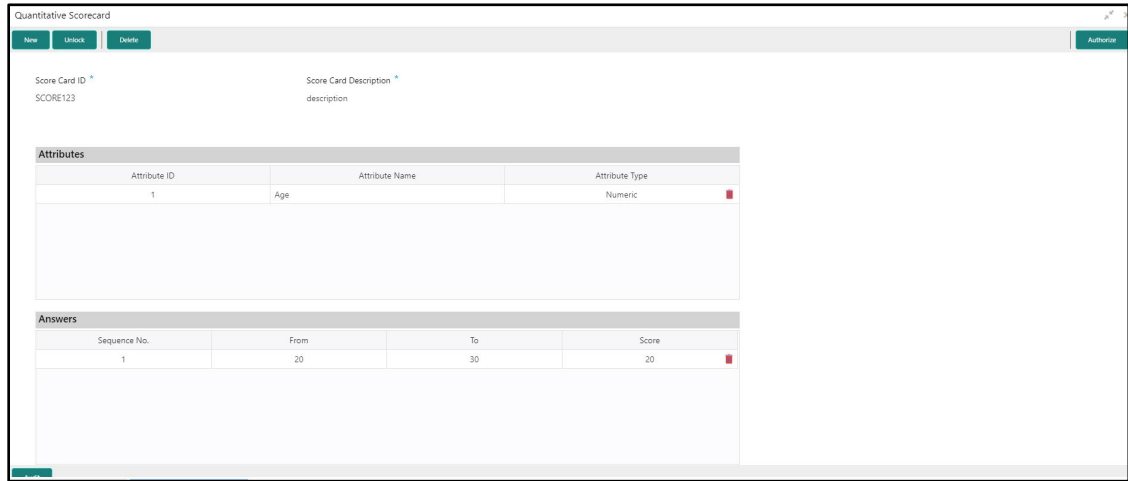 Quantitative Scorecard
New Unlock Delete Authorize
Score Card ID * Score Card Description *
SCORE123 description
Attributes
Attribute ID Attribute Name Attribute Type
1 Age Numeric
Answers
Sequence No. From To Score
1 20 30 20